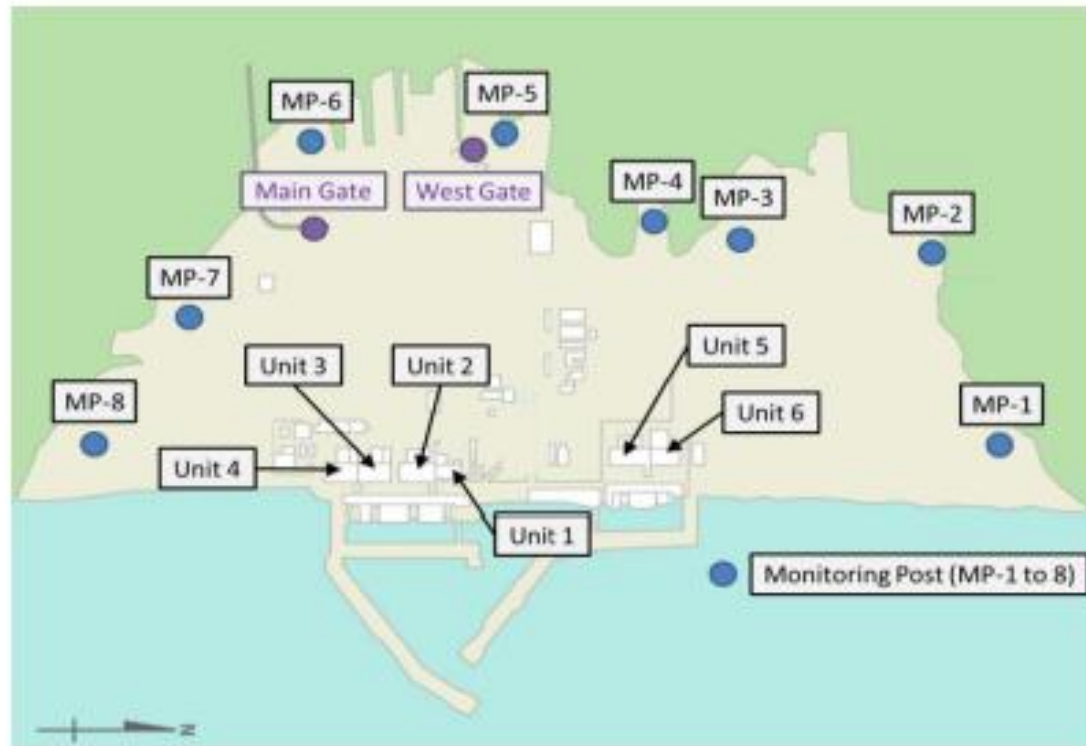 MP-6
MP-5
Main Gate
West Gate
MP-4
MP-3
MP-2
MP-7
Unit 3
Unit 2
Unit 5
MP-8
Unit 6
MP-1
Unit 4
Unit 1
Monitoring Post (MP-1 to 8)
N